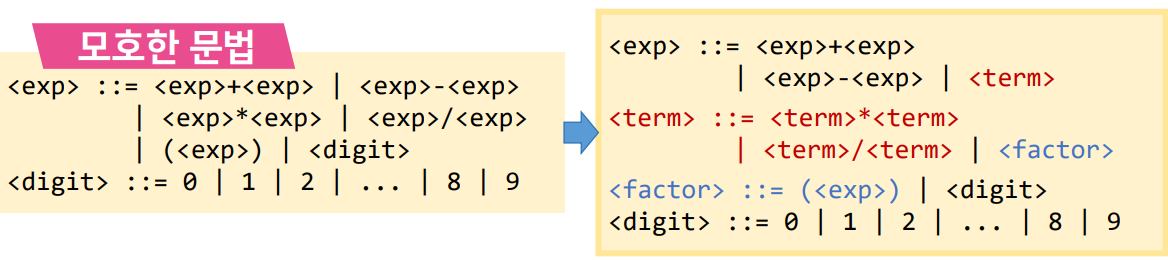 모호한 문법
<exp> ::= <exp>+<exp> | <exp>-<exp>
| <exp>*<exp> | <exp>/<exp>
| (<exp>) | <digit>
<digit> ::= 0 | 1 | 2 | ... | 8 | 9
<exp> ::= <exp>+<exp>
| <exp>-<exp> | <term>
<term> ::= <term>*<term>
| <term>/<term> | <factor>
<factor> ::= (<exp>) | <digit>
<digit> ::= 0 | 1 | 2 | ... | 8 | 9